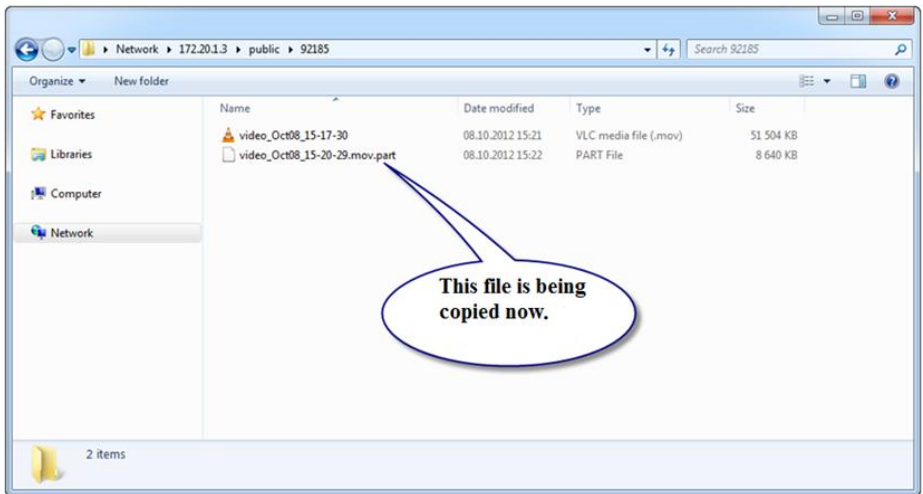 Network ▸ 172.20.1.3 ▸ public ▸ 92185
Search 92185
Organize
New folder
Favorites
Libraries
Computer
Network
Name Date modified Type Size
video_Oct08_15-17-30 08.10.2012 15:21 VLC media file (.mov) 51 504 KB
video_Oct08_15-20-29.mov.part 08.10.2012 15:22 PART File 8 640 KB
This file is being
copied now.
2 items